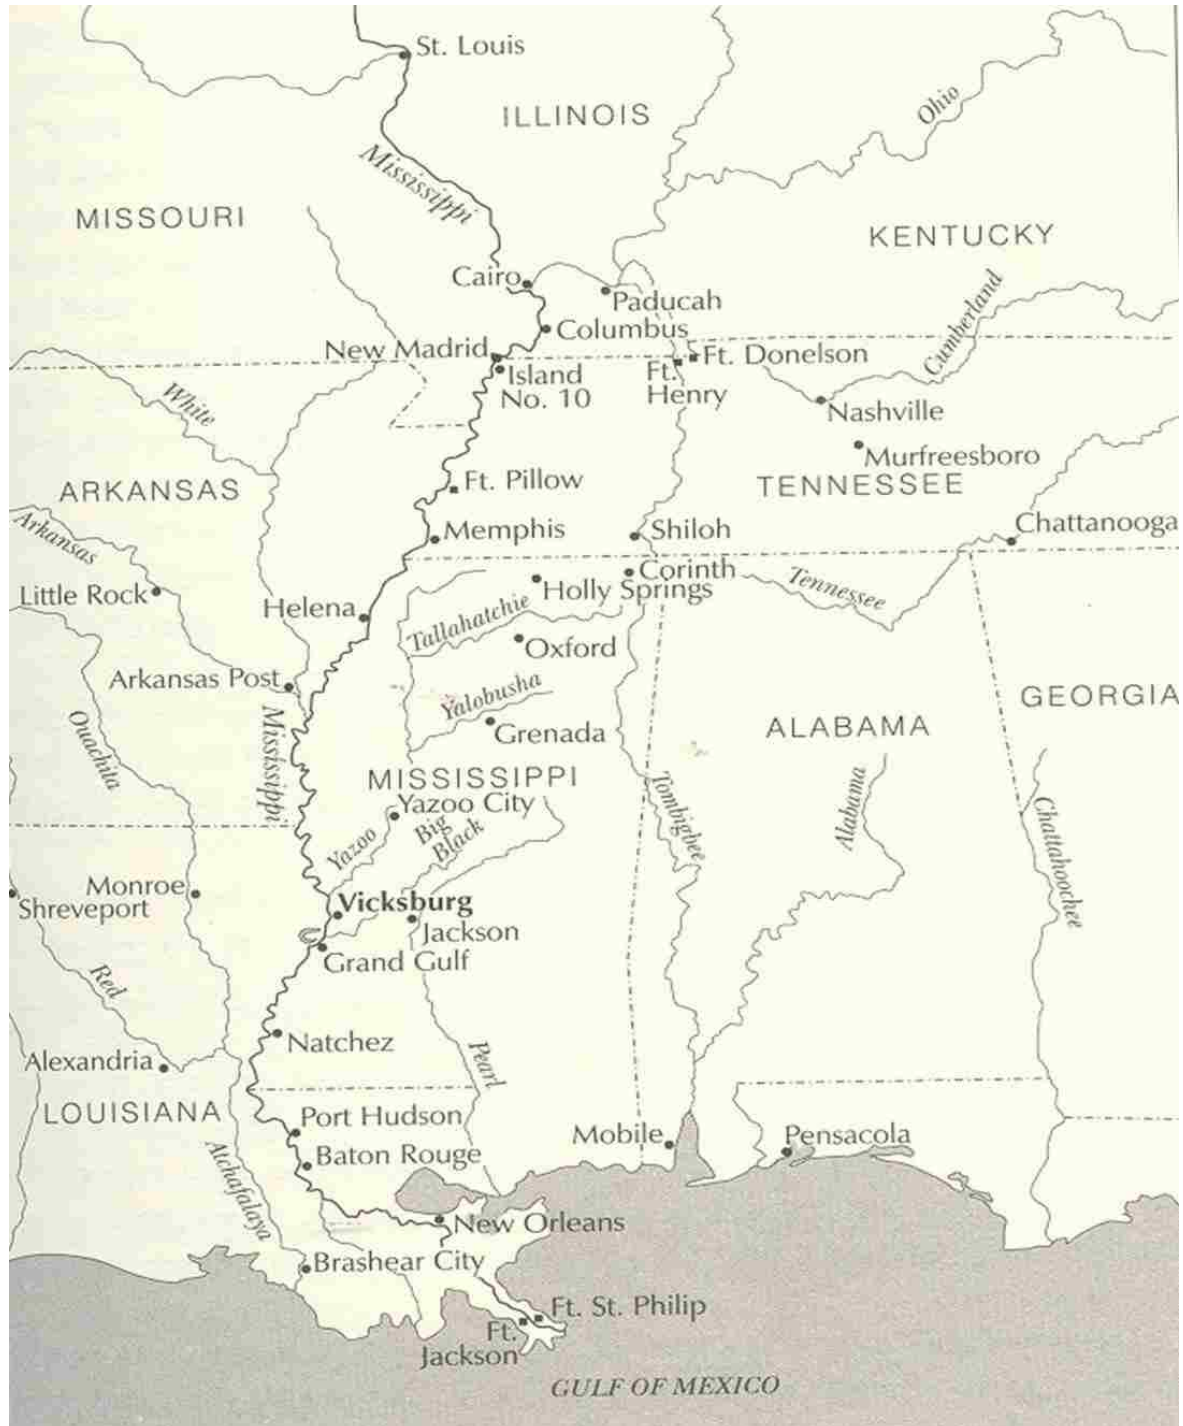 St. Louis
ILLINOIS
Ohio
Mississippi
MISSOURI
KENTUCKY
Cairo
Paducah
Columbus
Cumberland
New Madrid
Ft. Donelson
Island
No. 10
Ft.
Henry
White
Nashville
Murfreesboro
ARKANSAS
Ft. Pillow
TENNESSEE
Arkansas
Memphis
Shiloh
Chattanooga
Little Rock
Helena
Corinth
Holly Springs
Tennessee
Tallahatchie
Oxford
Arkansas Post
Yalobusha
GEORGIA
Ouachita
Mississippi
Grenada
ALABAMA
MISSISSIPPI
Yazoo City
Yazoo
Big
Black
Tombigbee
Alabama
Chattahoochee
Monroe
Shreveport
Vicksburg
Jackson
Grand Gulf
Red
Natchez
Pearl
Alexandria
LOUISIANA
Port Hudson
Mobile
Pensacola
Baton Rouge
Atchafalaya
New Orleans
Brashear City
Ft. St. Philip
Ft.
Jackson
GULF OF MEXICO